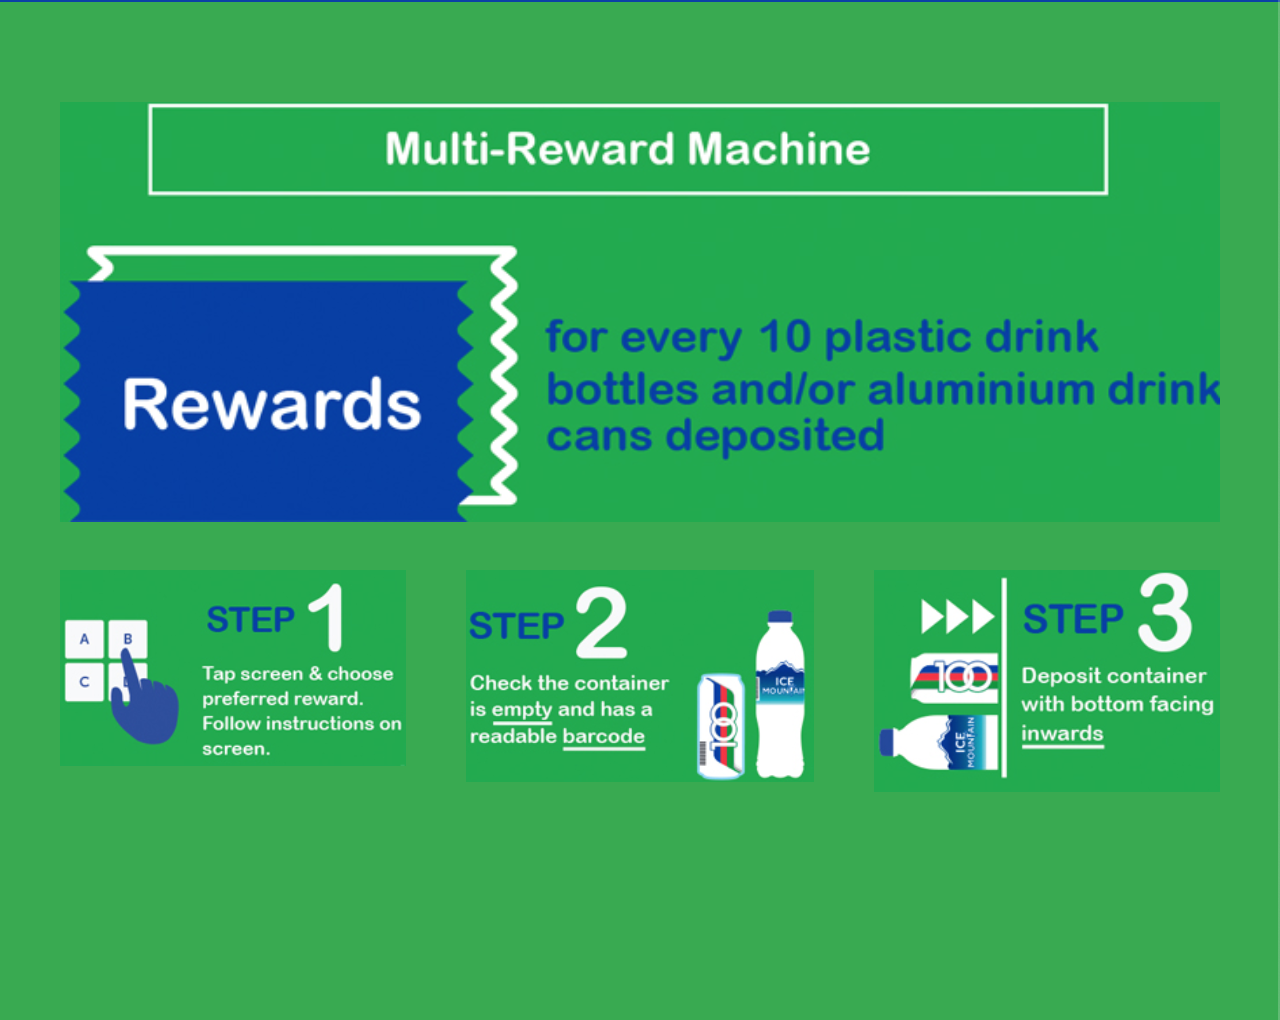 Multi-Reward Machine
Rewards
for every 10 plastic drink
bottles and/or aluminium drink
cans deposited
STEP 1
A B
C
Tap screen & choose
preferred reward.
Follow instructions on
screen.
STEP 2
Check the container
is empty and has a
readable barcode
100
ICE
MOUNTAIN
STEP 3
100
ICE
MOUNTAIN
Deposit container
with bottom facing
inwards